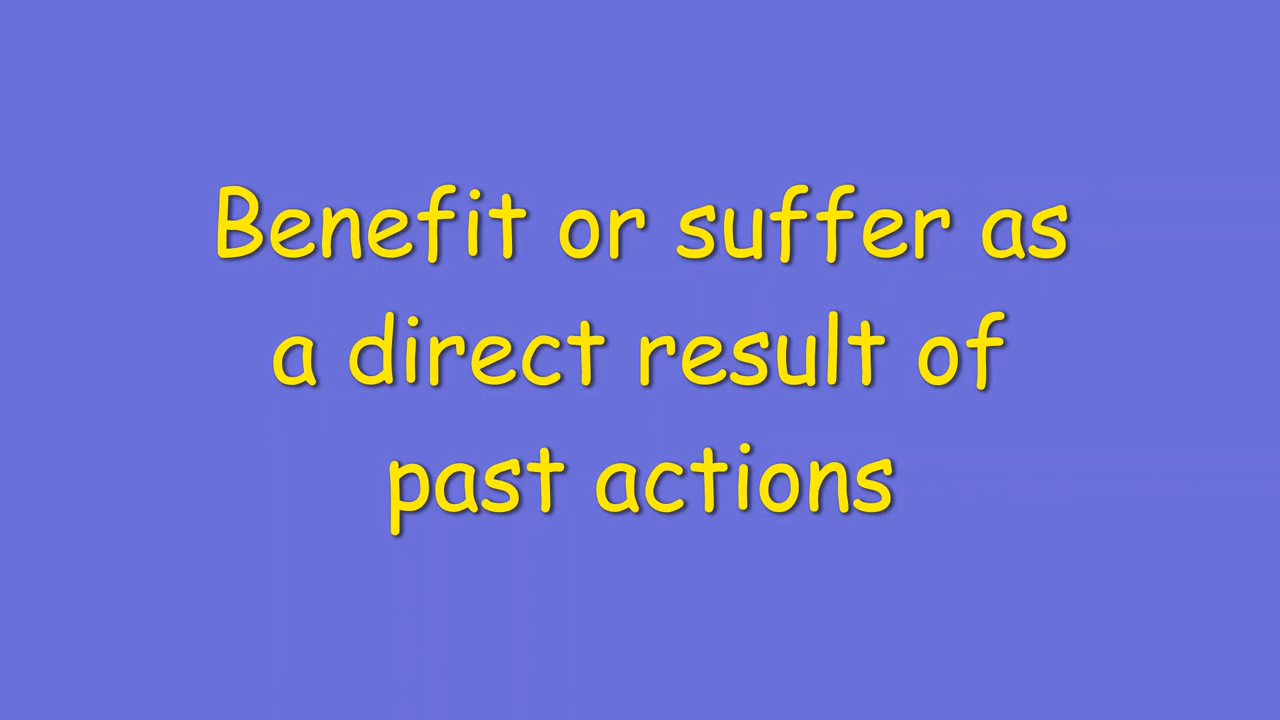 Benefit or suffer as
a direct result of
past actions